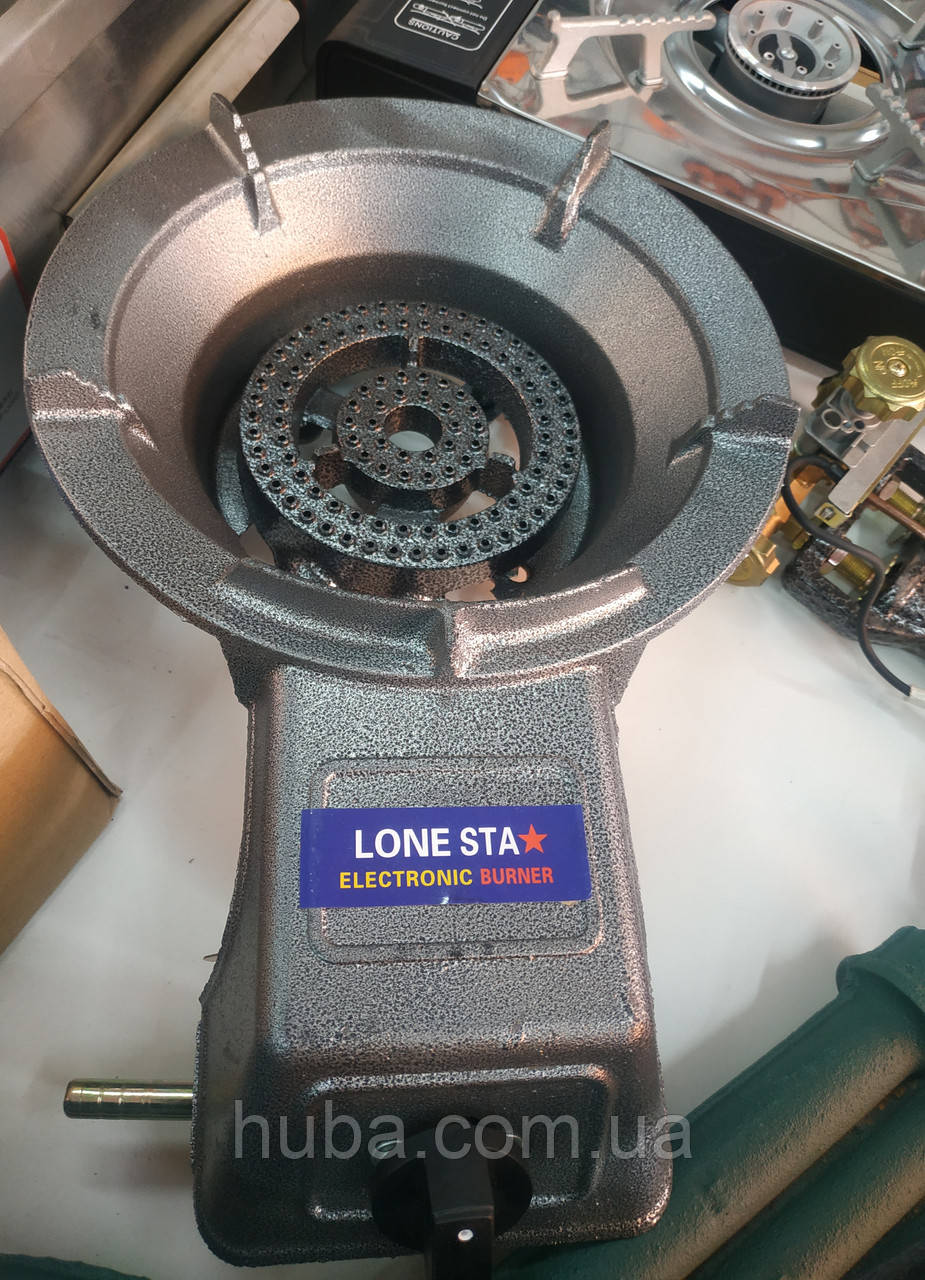 CAUTIONS
LONE STA★
ELECTRONIC BURNER
huba.com.ua